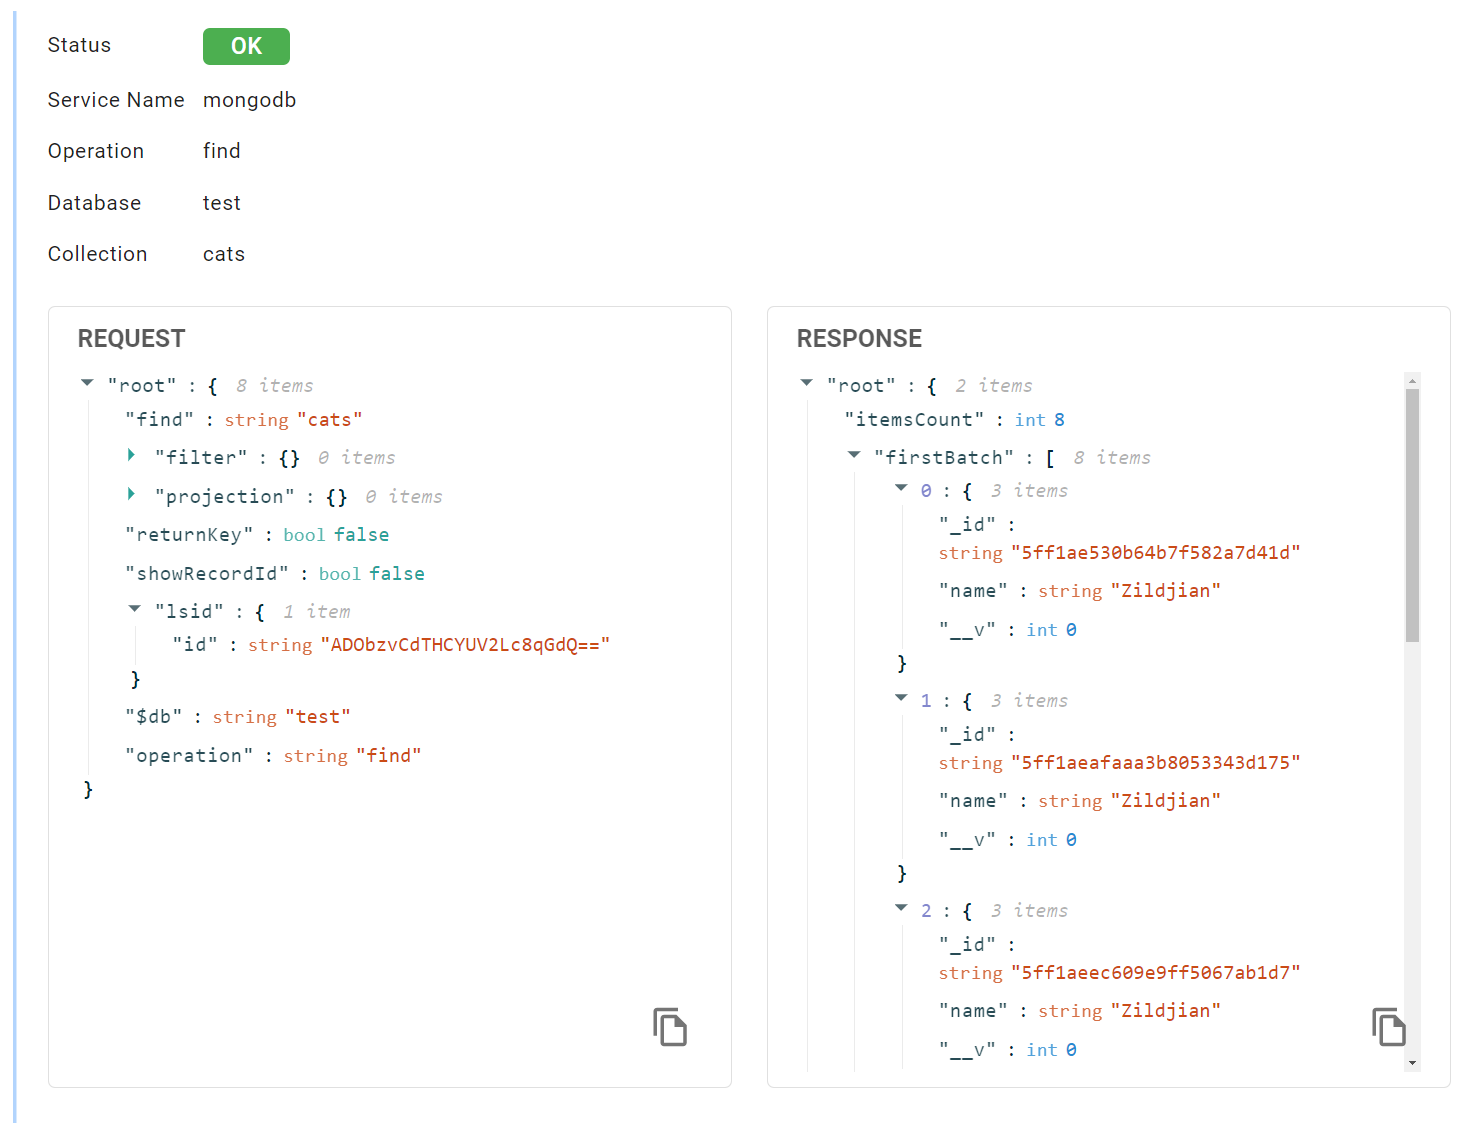 Status OK
Service Name mongodb
Operation find
Database test
Collection cats
REQUEST
"root" : { 8 items
"find" : string "cats"
"filter" : {} 0 items
"projection" : {} 0 items
"returnKey" : bool false
"showRecordId" : bool false
"lsid" : { 1 item
"id" : string "ADObzvCdTHCYUV2Lc8qGdQ=="
}
"$db" : string "test"
"operation" : string "find"
}
RESPONSE
"root" : { 2 items
"itemsCount" : int 8
"firstBatch" : [ 8 items
0 : { 3 items
"_id" :
string "5ff1ae530b64b7f582a7d41d"
"name" : string "Zildjian"
"__v" : int 0
}
1 : { 3 items
"_id" :
string "5ff1aeafaaa3b8053343d175"
"name" : string "Zildjian"
"__v" : int 0
}
2 : { 3 items
"_id" :
string "5ff1aeec609e9ff5067ab1d7"
"name" : string "Zildjian"
"__v" : int 0